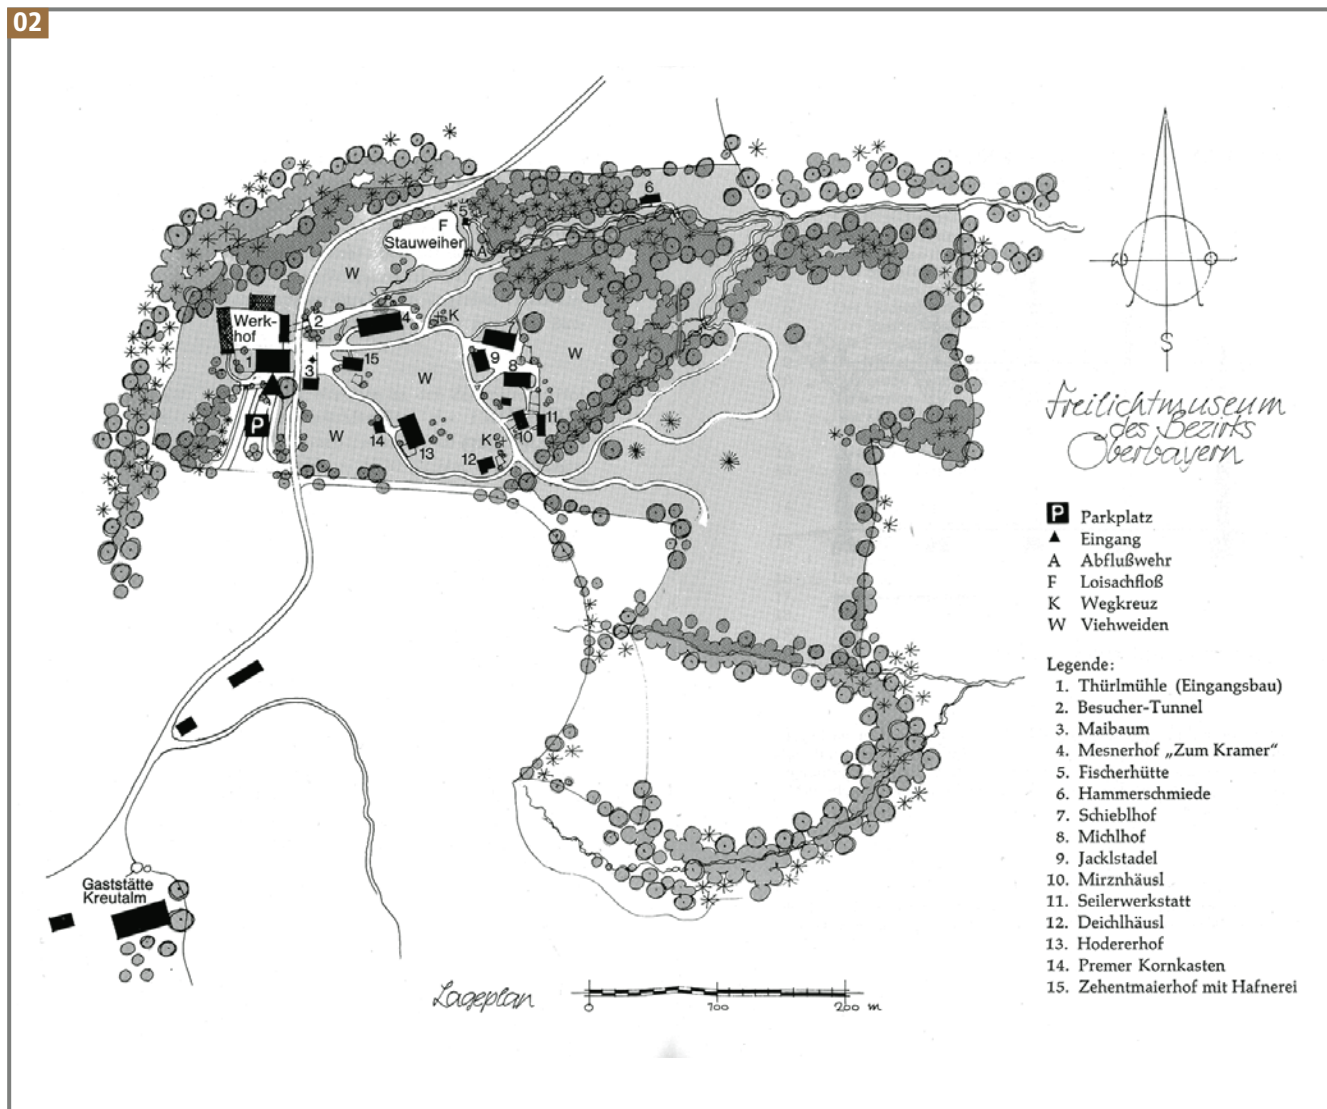 02
6
F
5
Stauweiher
A
W
Werk-
hof
2
4
K
1
3
15
9
8
W
W
P
W
14
13
K
10
11
12
W
O
S
Freilichtmuseum
des Bezirks
Oberbayern
P Parkplatz
▲ Eingang
A Abflußwehr
F Loisachfloß
K Wegkreuz
W Viehweiden
Legende:
1. Thürlmühle (Eingangsbau)
2. Besucher-Tunnel
3. Maibaum
4. Mesnerhof „Zum Kramer“
5. Fischerhütte
6. Hammerschmiede
7. Schieblhof
8. Michlhof
9. Jacklstadel
10. Mirznhäusl
11. Seilerwerkstatt
12. Deichlhäusl
13. Hodererhof
14. Premer Kornkasten
15. Zehentmaierhof mit Hafnerei
Gaststätte
Kreutalm
Lageplan
0 100 200 m